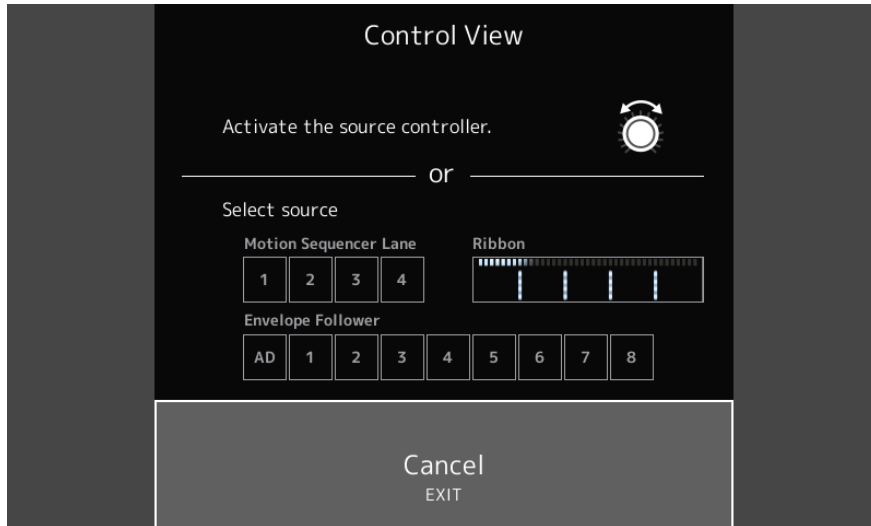 Control View
Activate the source controller.
or
Select source
Motion Sequencer Lane
1 2 3 4
Ribbon
Envelope Follower
AD 1 2 3 4 5 6 7 8
Cancel
EXIT